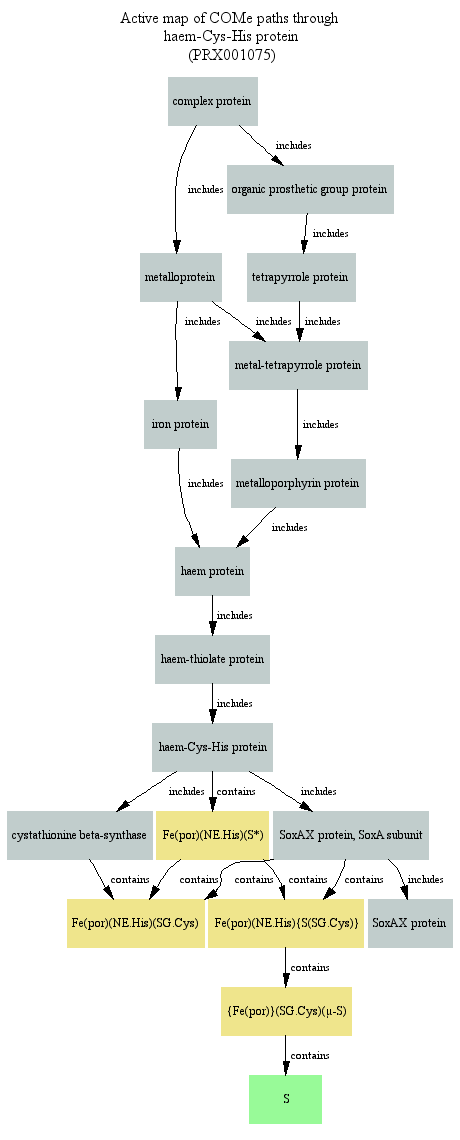 Active map of COMe paths through
haem-Cys-His protein
(PRX001075)
complex protein
includes
organic prosthetic group protein
includes
includes
metalloprotein
tetrapyrrole protein
includes
includes
includes
metal-tetrapyrrole protein
iron protein
includes
metalloporphyrin protein
includes
includes
haem protein
includes
haem-thiolate protein
includes
haem-Cys-His protein
includes
contains
includes
cystathionine beta-synthase
Fe(por)(NE.His)(S*)
SoxAX protein, SoxA subunit
contains
contains
contains
contains
contains
includes
Fe(por)(NE.His)(SG.Cys)
Fe(por)(NE.His){S(SG.Cys)}
SoxAX protein
contains
{Fe(por)}(SG.Cys)(μ-S)
contains
S